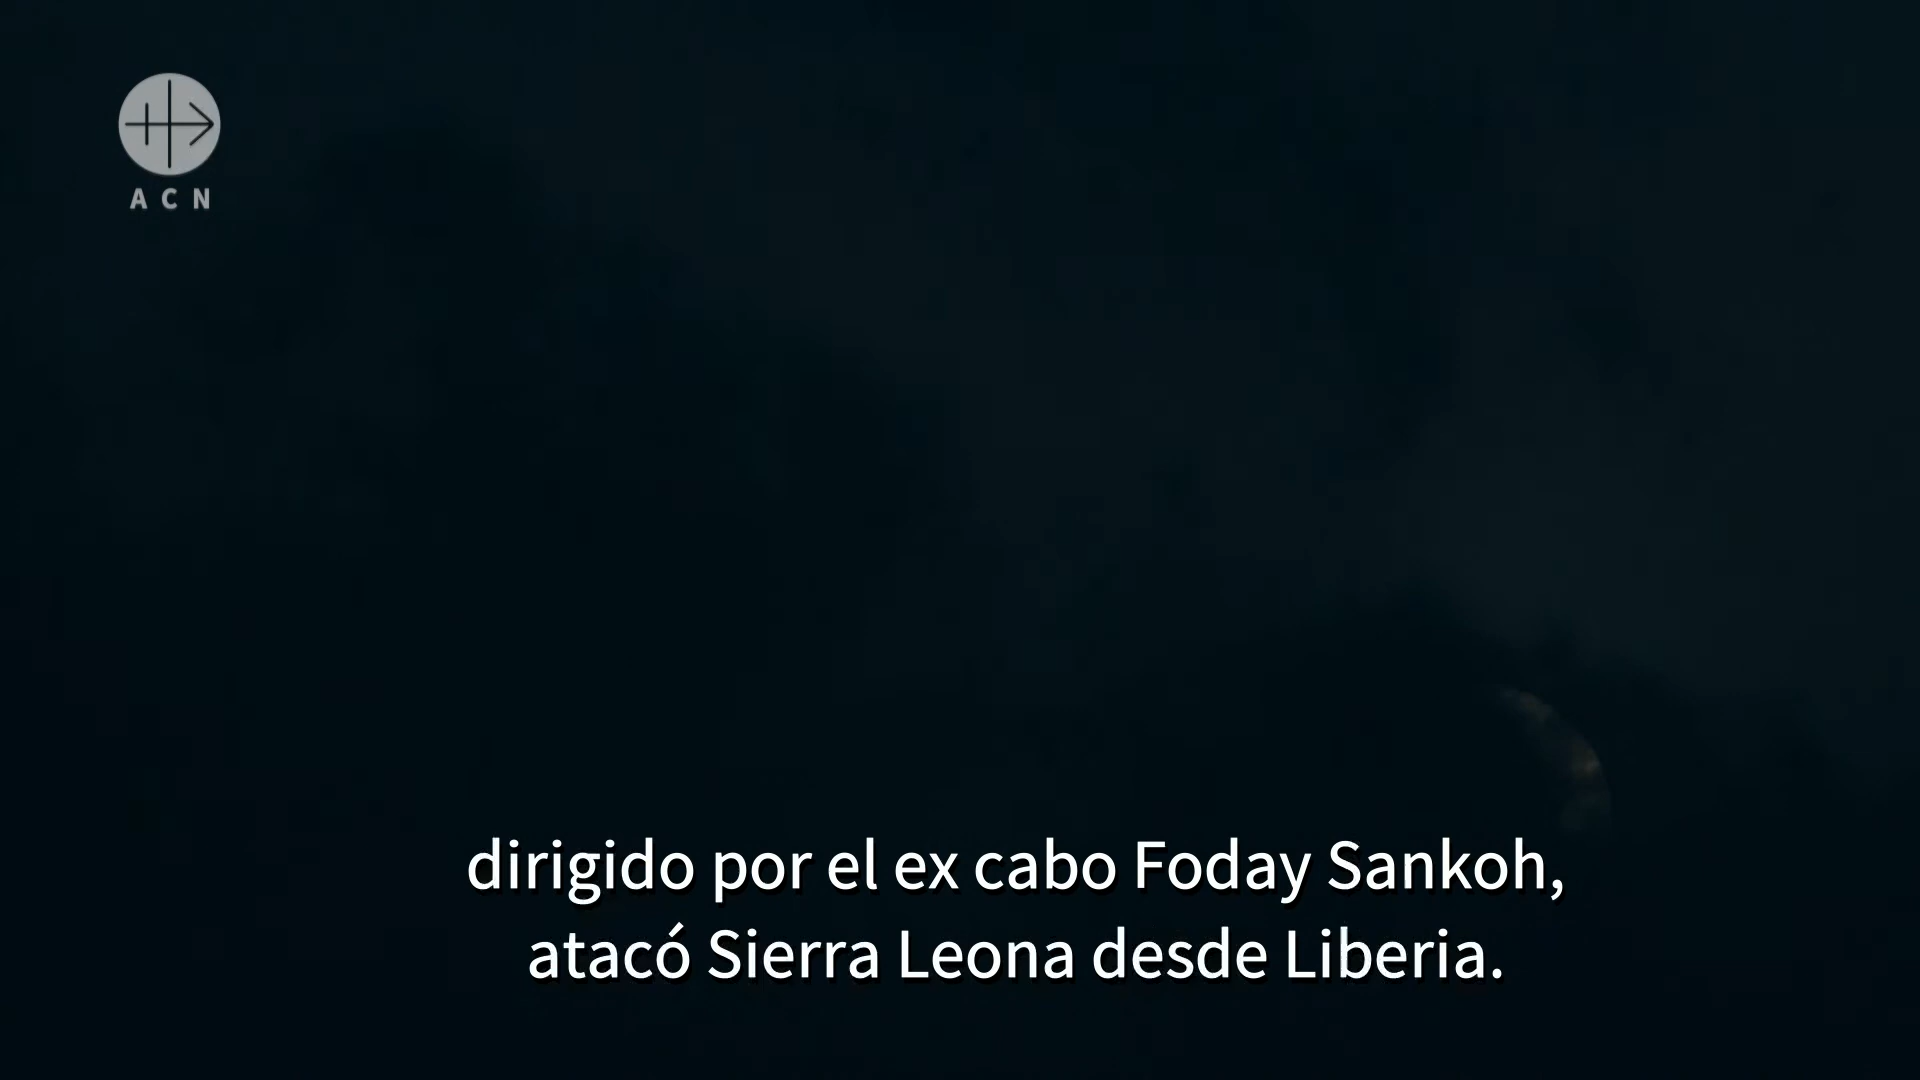 ACN
dirigido por el ex cabo Foday Sankoh,
atacó Sierra Leona desde Liberia.